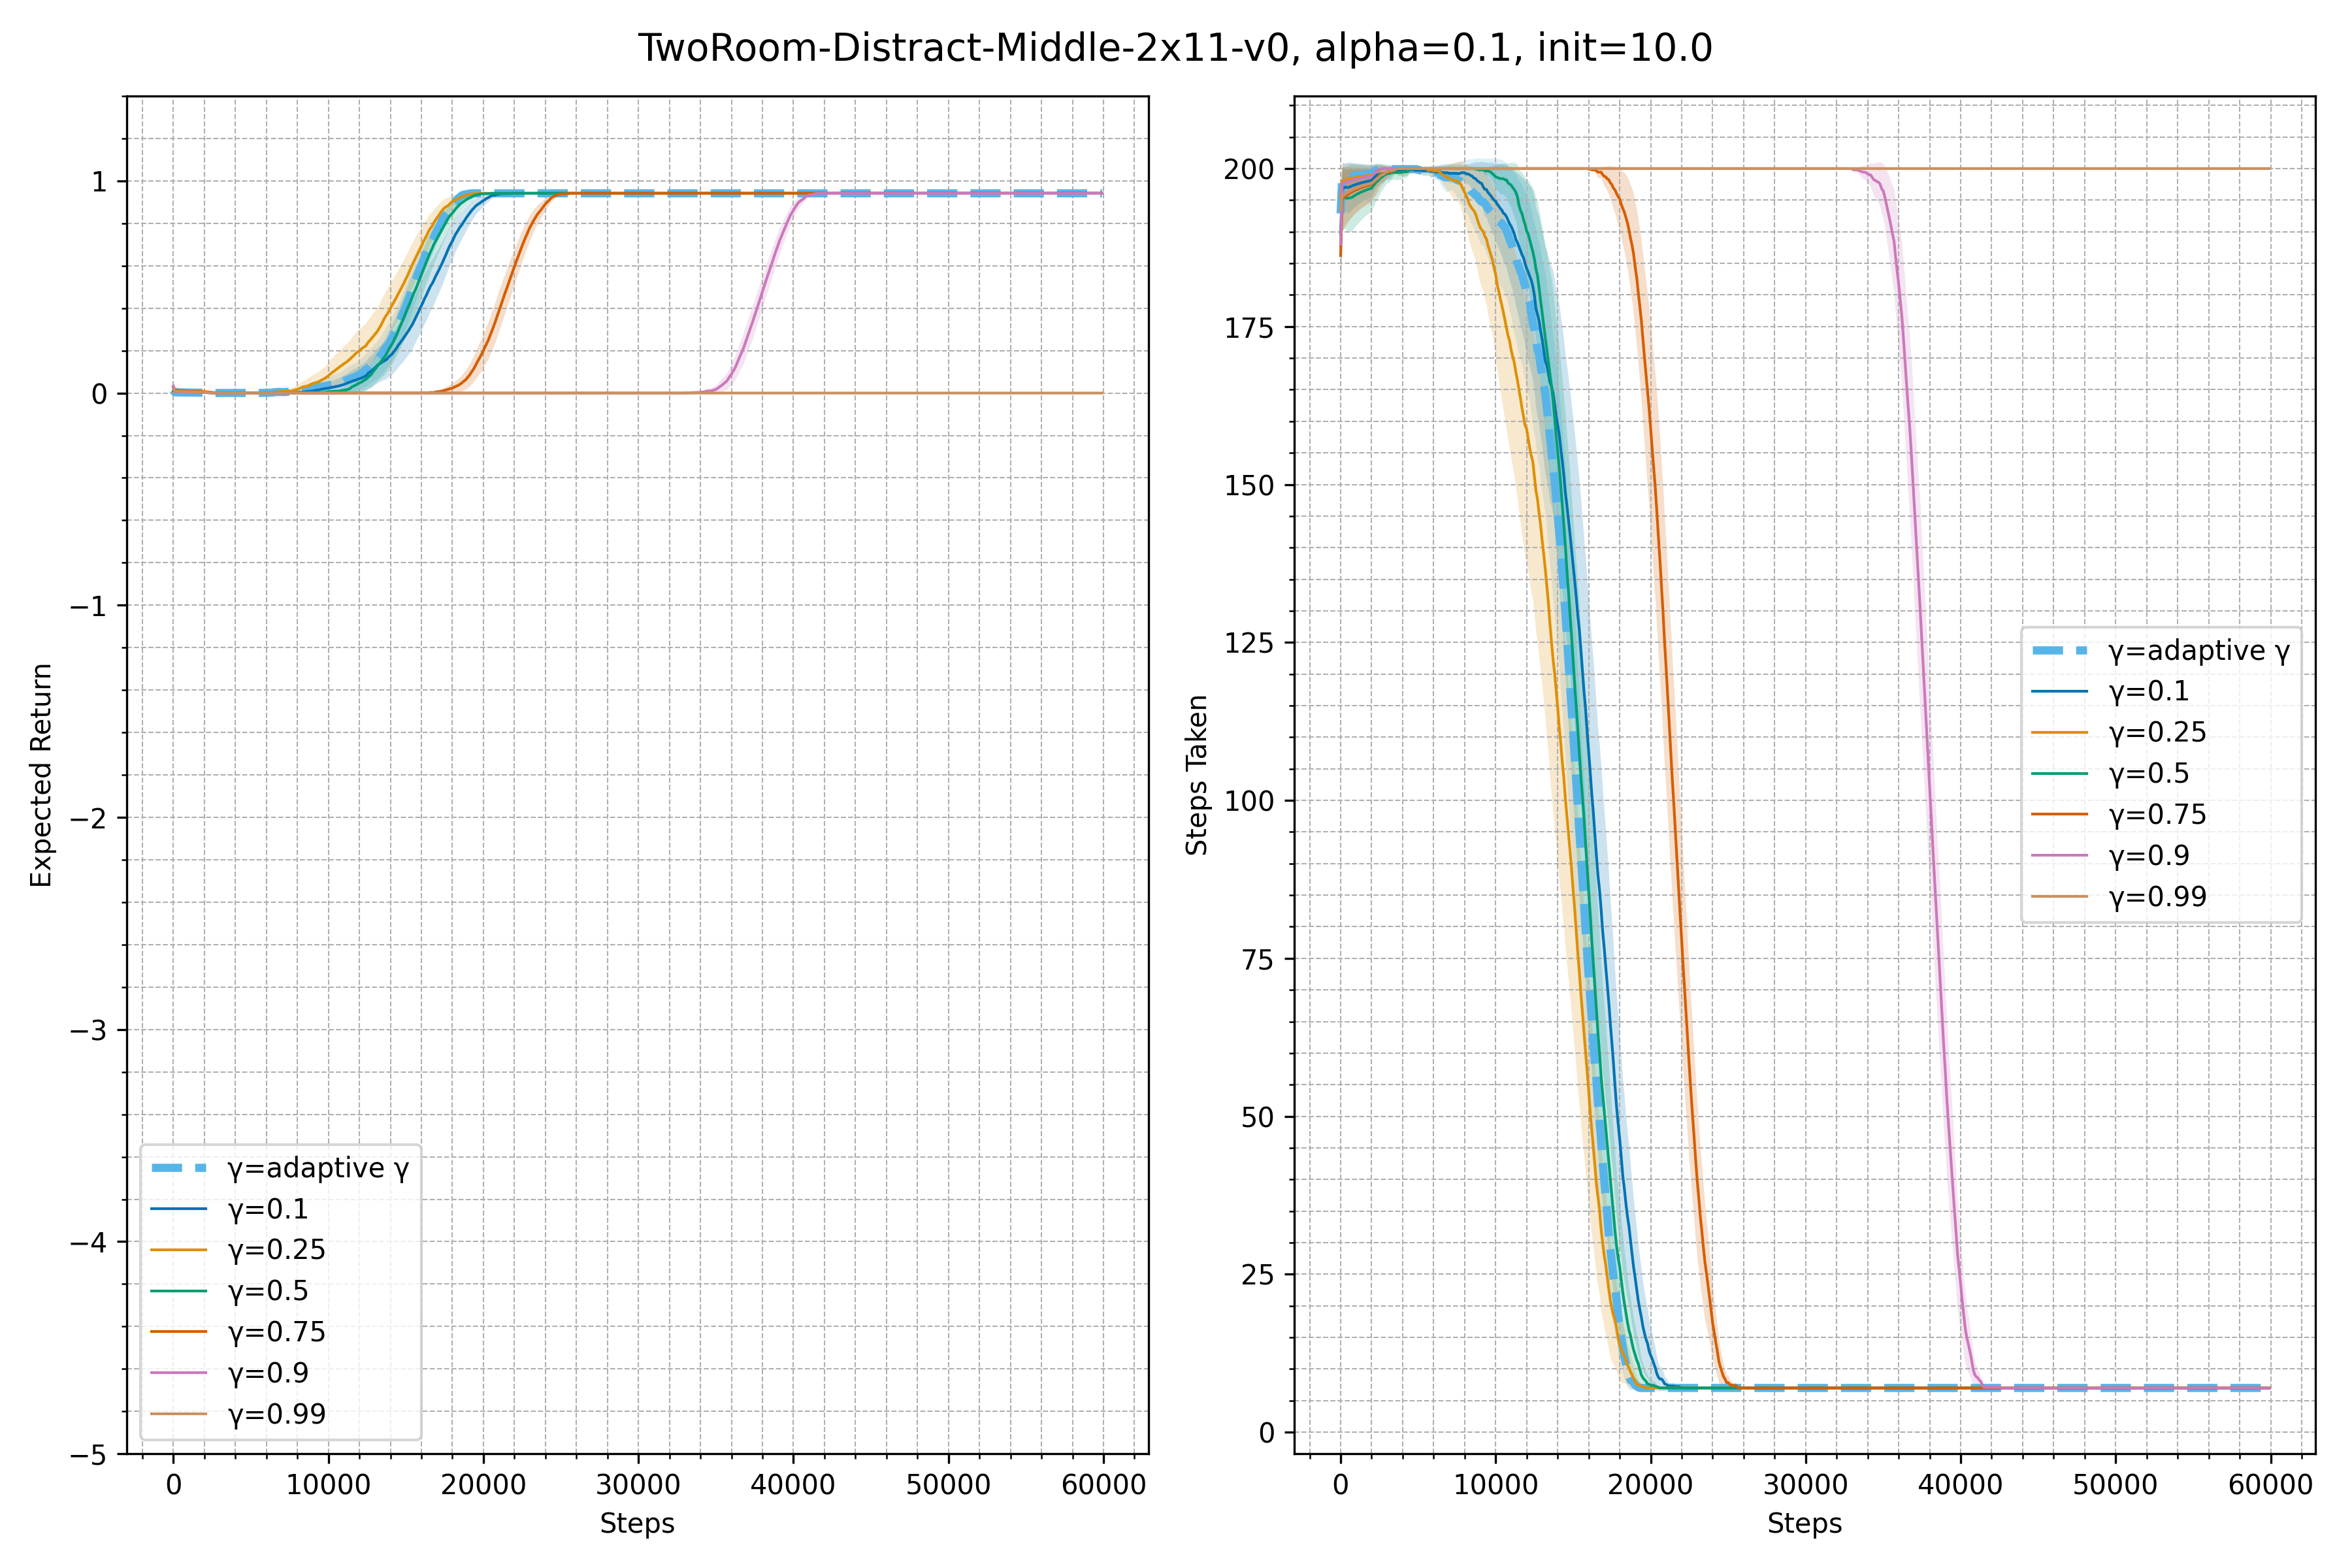 TwoRoom-Distract-Middle-2x11-v0, alpha=0.1, init=10.0
Expected Return
1
0
−1
−2
−3
−4
−5
γ=adaptive γ
γ=0.1
γ=0.25
γ=0.5
γ=0.75
γ=0.9
γ=0.99
0 10000 20000 30000 40000 50000 60000
Steps
Steps Taken
200
175
150
125
100
75
50
25
0
γ=adaptive γ
γ=0.1
γ=0.25
γ=0.5
γ=0.75
γ=0.9
γ=0.99
0 10000 20000 30000 40000 50000 60000
Steps